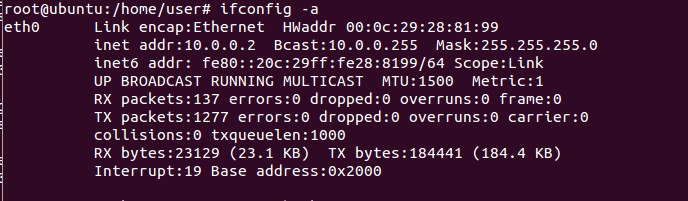 root@ubuntu:/home/user# ifconfig -a
eth0      Link encap:Ethernet  HWaddr 00:0c:29:28:81:99
          inet addr:10.0.0.2  Bcast:10.0.0.255  Mask:255.255.255.0
          inet6 addr: fe80::20c:29ff:fe28:8199/64 Scope:Link
          UP BROADCAST RUNNING MULTICAST  MTU:1500  Metric:1
          RX packets:137 errors:0 dropped:0 overruns:0 frame:0
          TX packets:1277 errors:0 dropped:0 overruns:0 carrier:0
          collisions:0 txqueuelen:1000
          RX bytes:23129 (23.1 KB)  TX bytes:184441 (184.4 KB)
          Interrupt:19 Base address:0x2000